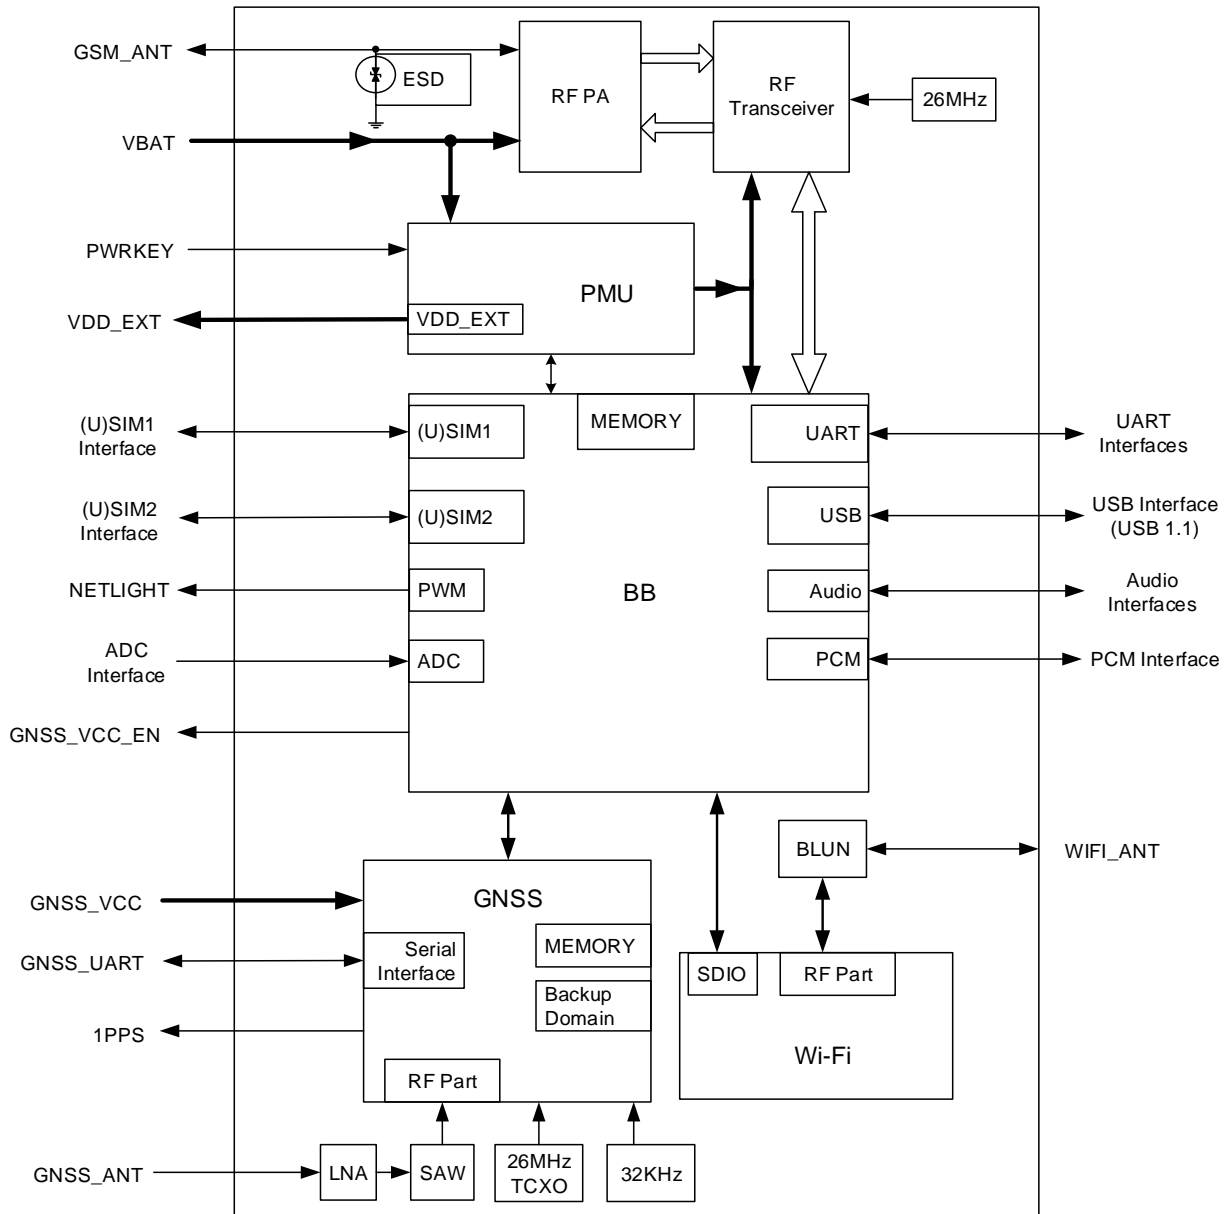 GSM_ANT
ESD
RF PA
RF
Transceiver
26MHz
VBAT
PWRKEY
PMU
VDD_EXT
VDD_EXT
(U)SIM1
Interface
(U)SIM1
MEMORY
UART
UART
Interfaces
(U)SIM2
Interface
(U)SIM2
USB
USB Interface
(USB 1.1)
NETLIGHT
PWM
BB
Audio
Audio
Interfaces
ADC
Interface
ADC
PCM
PCM Interface
GNSS_VCC_EN
BLUN
WIFI_ANT
GNSS_VCC
GNSS
MEMORY
GNSS_UART
Serial
Interface
SDIO
RF Part
Backup
Domain
1PPS
Wi-Fi
RF Part
GNSS_ANT
LNA
SAW
26MHz
TCXO
32KHz